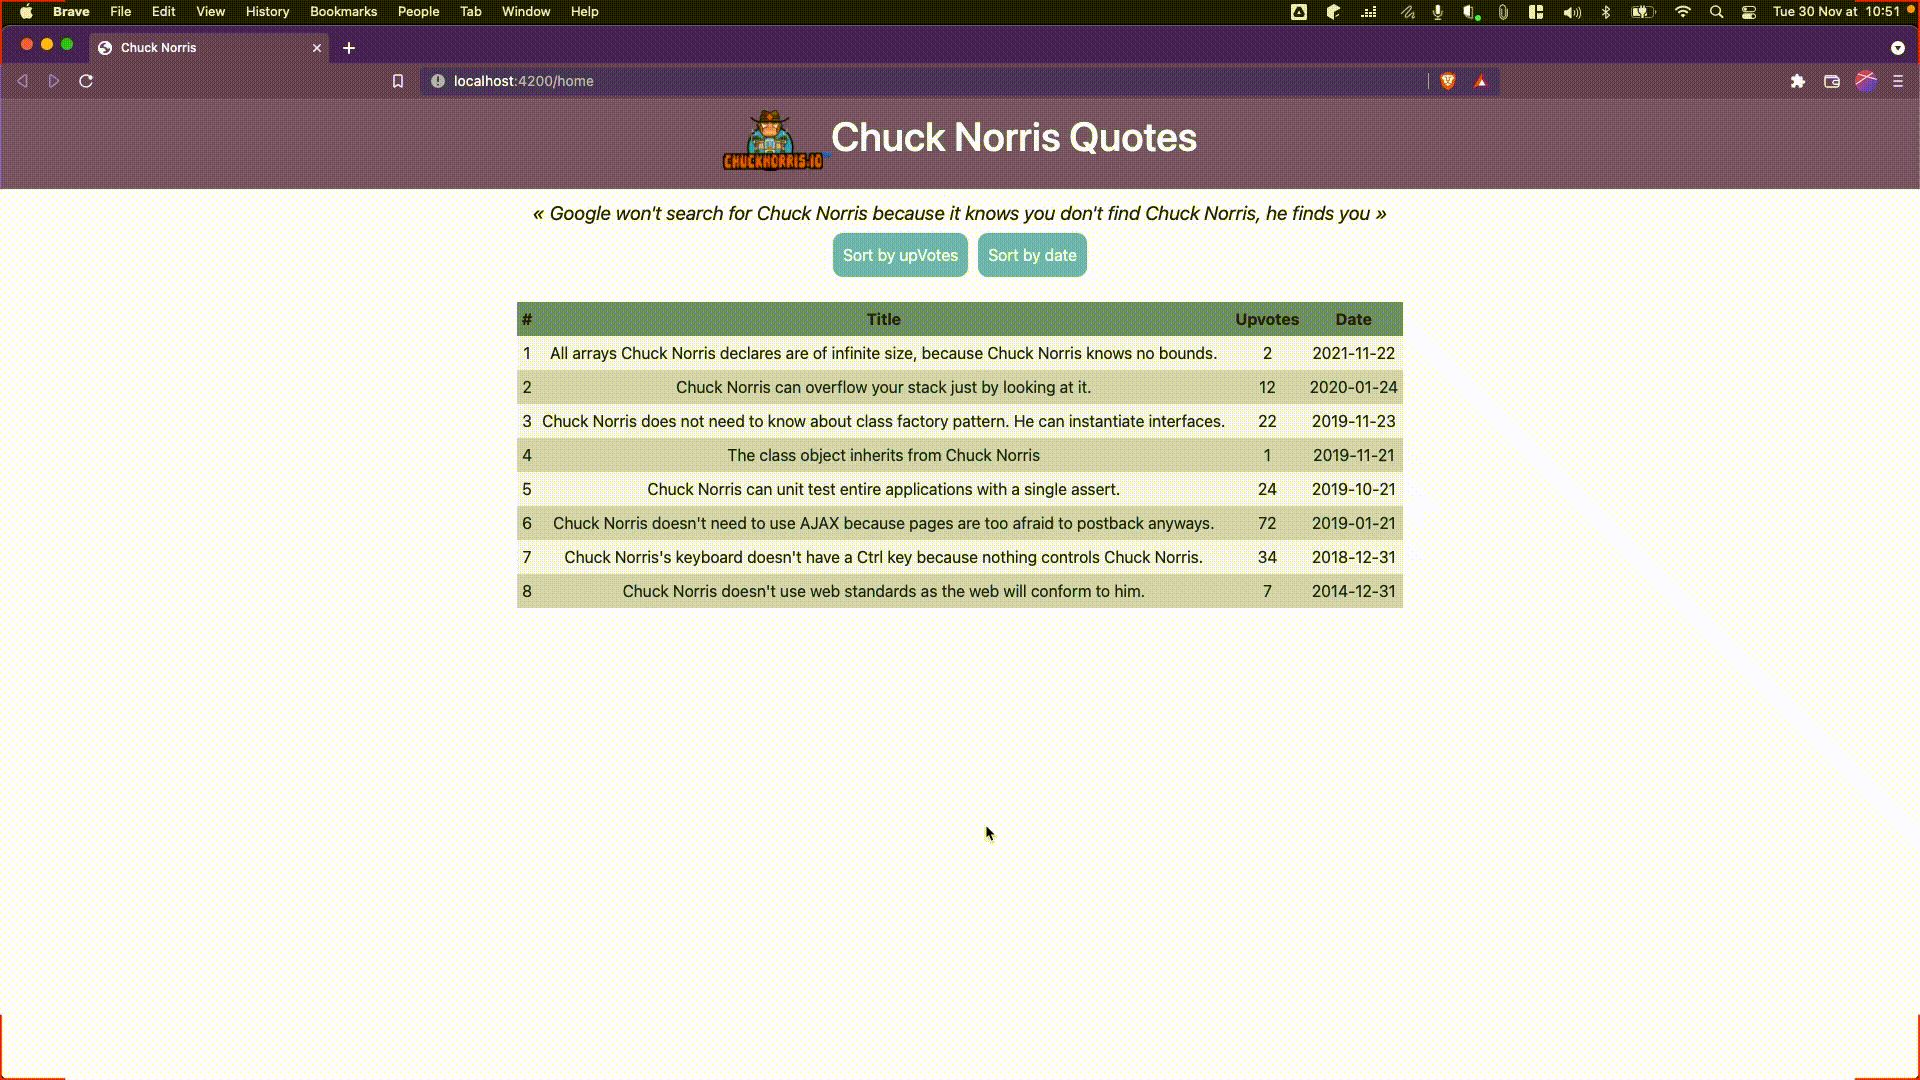 Brave File Edit View History Bookmarks People Tab Window Help Tue 30 Nov at 10:51
Chuck Norris
localhost:4200/home
CHUCKNORRIS.IO
Chuck Norris Quotes
« Google won't search for Chuck Norris because it knows you don't find Chuck Norris, he finds you »
Sort by upVotes Sort by date
# Title Upvotes Date
1 All arrays Chuck Norris declares are of infinite size, because Chuck Norris knows no bounds. 2 2021-11-22
2 Chuck Norris can overflow your stack just by looking at it. 12 2020-01-24
3 Chuck Norris does not need to know about class factory pattern. He can instantiate interfaces. 22 2019-11-23
4 The class object inherits from Chuck Norris 1 2019-11-21
5 Chuck Norris can unit test entire applications with a single assert. 24 2019-10-21
6 Chuck Norris doesn't need to use AJAX because pages are too afraid to postback anyways. 72 2019-01-21
7 Chuck Norris's keyboard doesn't have a Ctrl key because nothing controls Chuck Norris. 34 2018-12-31
8 Chuck Norris doesn't use web standards as the web will conform to him. 7 2014-12-31